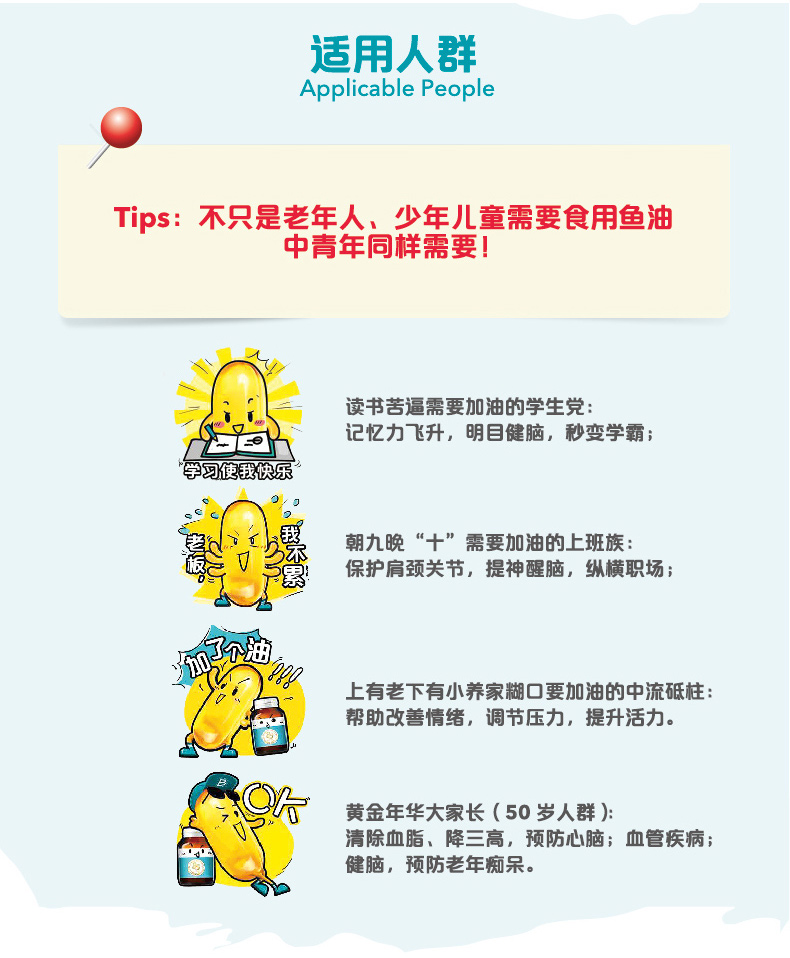 适用人群
Applicable People
Tips：不只是老年人、少年儿童需要食用鱼油
中青年同样需要！
读书苦逼需要加油的学生党：
记忆力飞升，明目健脑，秒变学霸；
学习使我快乐
朝九晚“十”需要加油的上班族：
保护肩颈关节，提神醒脑，纵横职场；
老板，
我不累
加了个油
上有老下有小养家糊口要加油的中流砥柱：
帮助改善情绪，调节压力，提升活力。
OK
黄金年华大家长（50 岁人群）：
清除血脂、降三高，预防心脑；血管疾病；
健脑，预防老年痴呆。